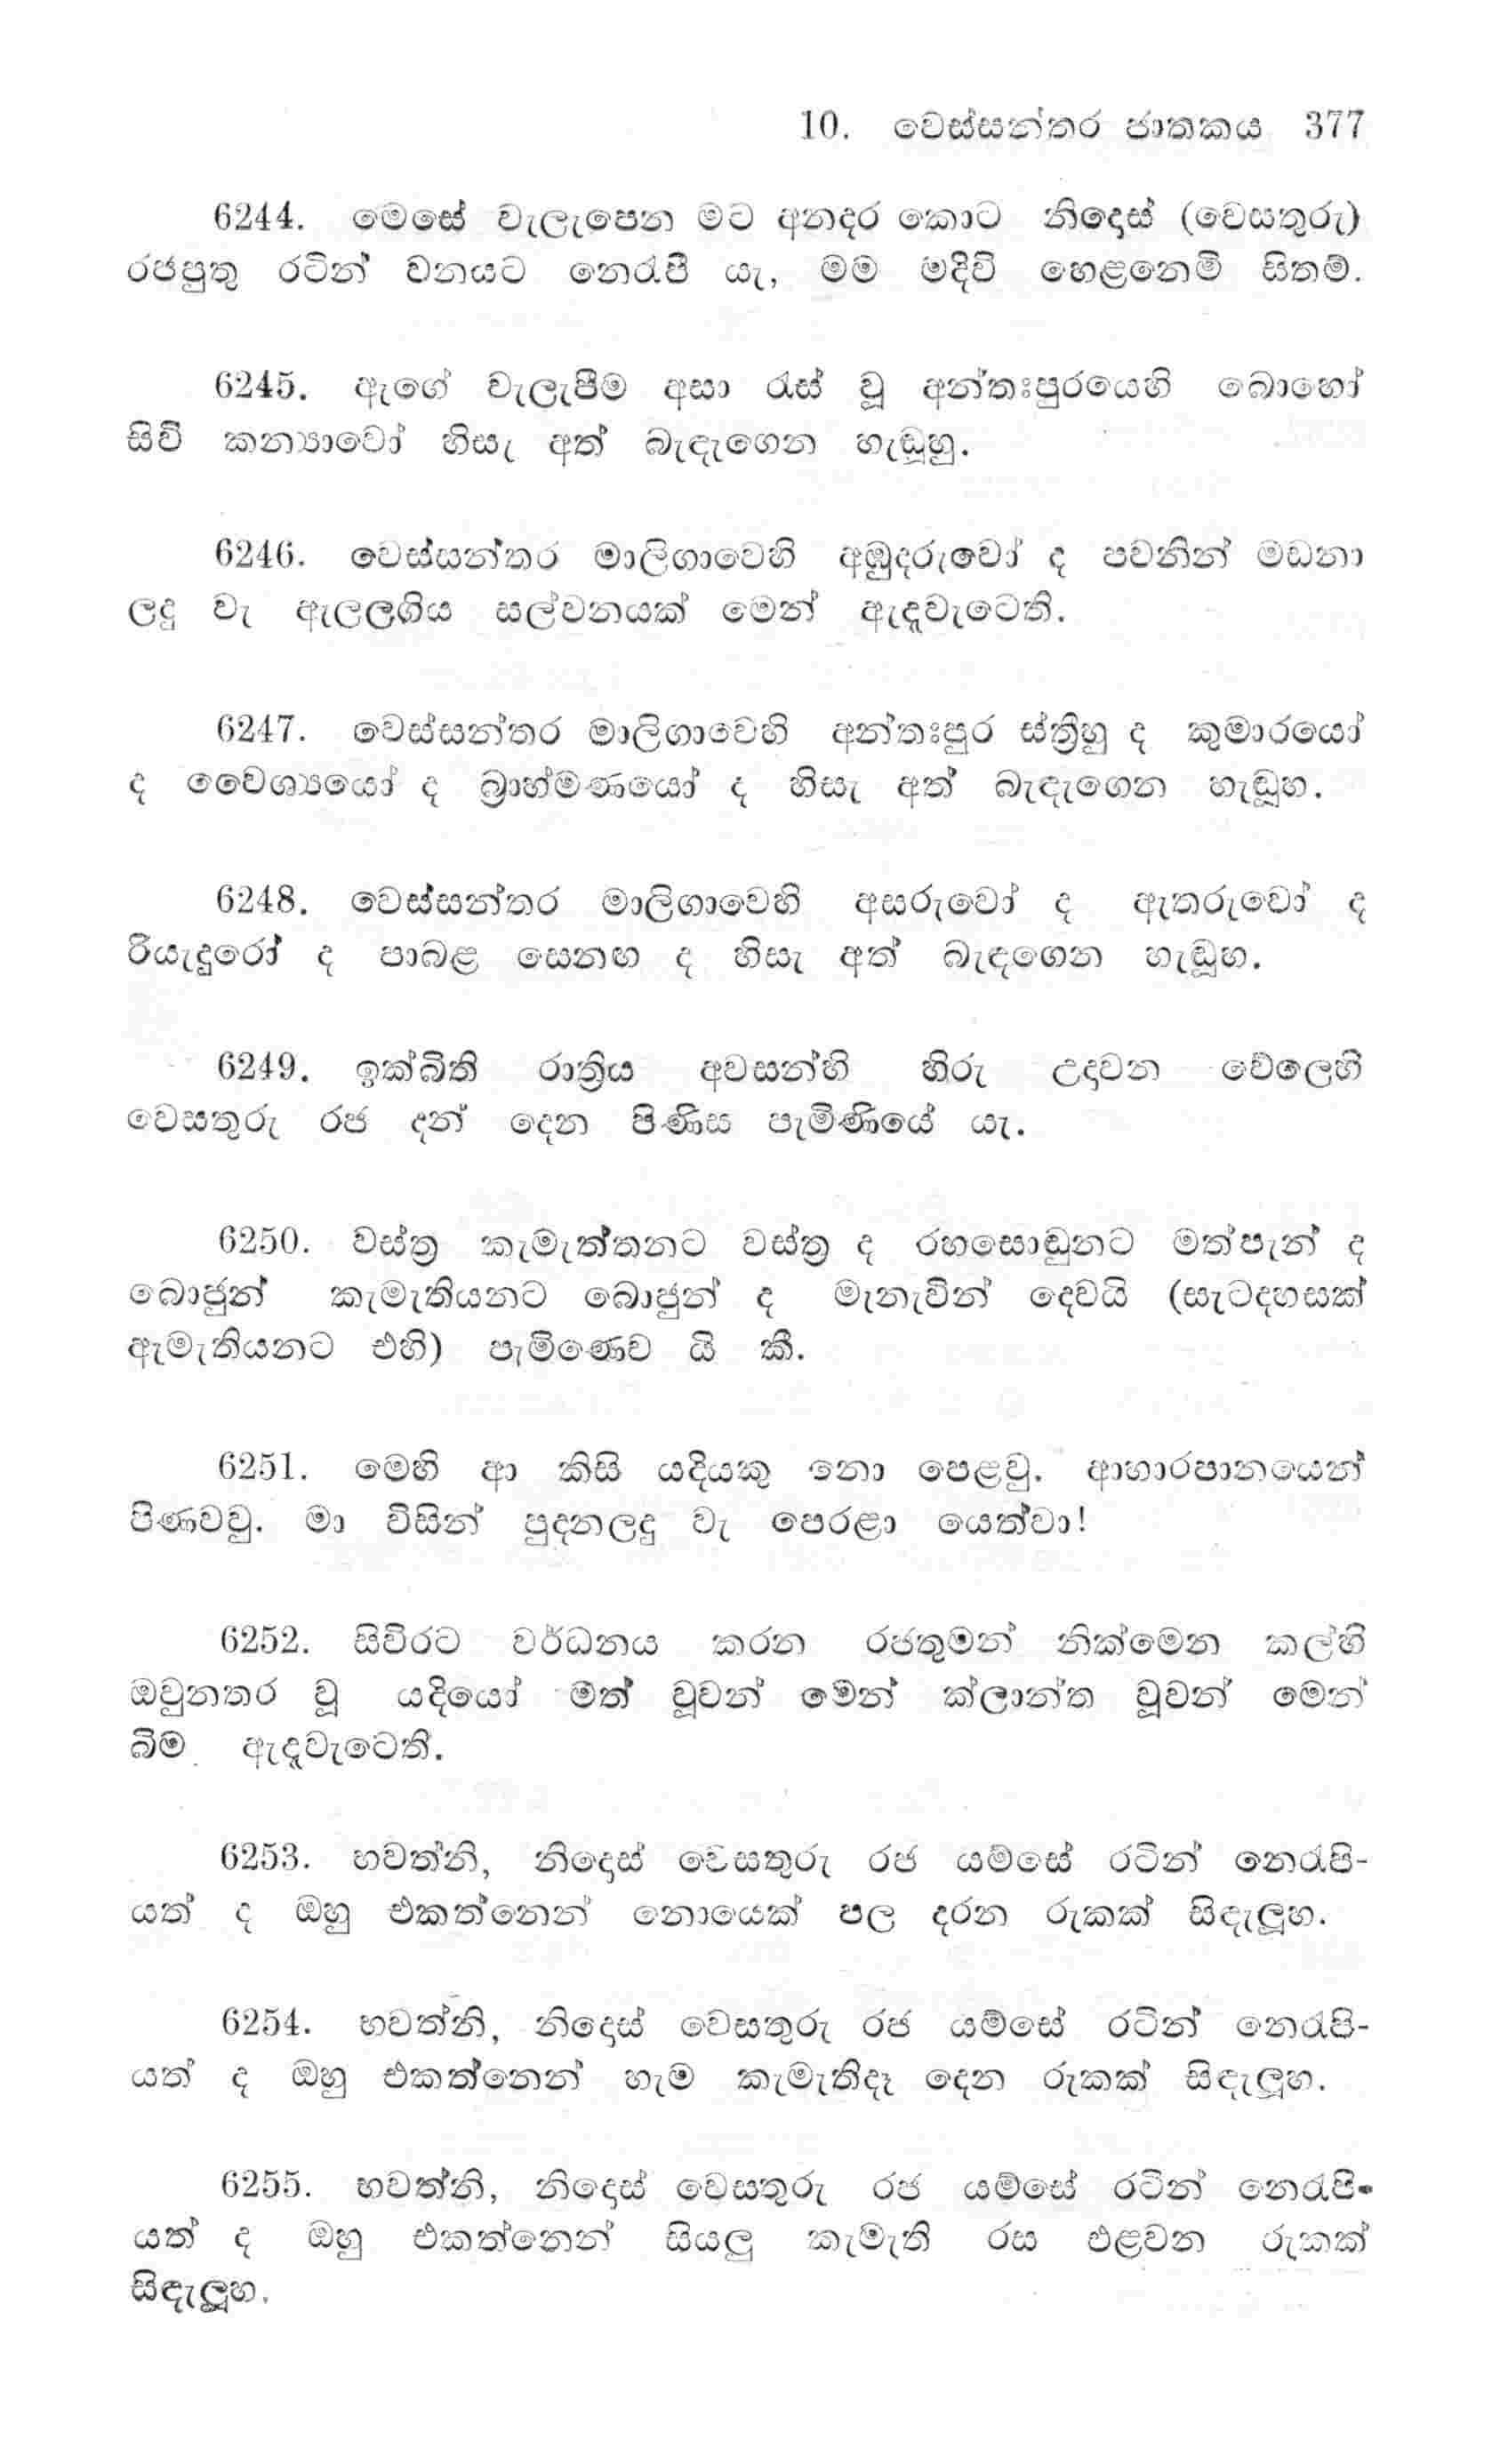 10. වෙස්සන්තර ජාතකය 377
6244. මෙසේ වැලැපෙන මට අනදර කොට නිදොස් (වෙසතුරු)
රජපුතු රටින් වනයට නෙරැපී යැ, මම මදිවි හෙළනෙමි සිතම්.
6245. ඇගේ වැලැපීම අසා රැස් වූ අන්තඃපුරයෙහි බොහෝ
සිවි කන්‍යාවෝ හිසැ අත් බැඳැගෙන හැඬූහු.
6246. වෙස්සන්තර මාලිගාවෙහි අඹුදරුවෝ ද පවනින් මඩනා
ලදු වැ ඇලලගිය සල්වනයක් මෙන් ඇදවැටෙති.
6247. වෙස්සන්තර මාලිගාවෙහි අන්තඃපුර ස්ත්‍රීහු ද කුමාරයෝ
ද වෛශ්‍යයෝ ද බ්‍රාහ්මණයෝ ද හිසැ අත් බැඳැගෙන හැඬූහ.
6248. වෙස්සන්තර මාලිගාවෙහි අසරුවෝ ද ඇතරුවෝ ද
රියැදුරෝ ද පාබළ සෙනඟ ද හිසැ අත් බැඳගෙන හැඬූහ.
6249. ඉක්බිති රාත්‍රිය අවසන්හි හිරු උදාවන වේලෙහි
වෙසතුරු රජ දන් දෙන පිණිස පැමිණියේ යැ.
6250. වස්ත්‍ර කැමැත්තනට වස්ත්‍ර ද රහසොඬුනට මත්පැන් ද
බොජුන් කැමැතියනට බොජුන් ද මැනැවින් දෙවයි (සැටදහසක්
ඇමැතියනට එහි) පැමිණෙව යි කී.
6251. මෙහි ආ කිසි යදියකු නො පෙළවු. ආහාරපානයෙන්
පිණවවු. මා විසින් පුදනලදු වැ පෙරළා යෙත්වා!
6252. සිවිරට වර්ධනය කරන රජතුමන් නික්මෙන කල්හි
ඔවුනතර වූ යදියෝ මත් වූවන් මෙන් ක්ලාන්ත වූවන් මෙන්
බිම ඇදවැටෙති.
6253. භවත්නි, නිදොස් වෙසතුරු රජ යම්සේ රටින් නෙරැපි-
යත් ද ඔහු එකත්නෙන් නොයෙක් පල දරන රුකක් සිඳැලූහ.
6254. භවත්නි, නිදොස් වෙසතුරු රජ යම්සේ රටින් නෙරැපි-
යත් ද ඔහු එකත්නෙන් හැම කැමැතිදෑ දෙන රුකක් සිඳැලූහ.
6255. භවත්නි, නිදොස් වෙසතුරු රජ යම්සේ රටින් නෙරැපි-
යත් ද ඔහු එකත්නෙන් සියලු කැමැති රස එළවන රුකක්
සිඳැලූහ.